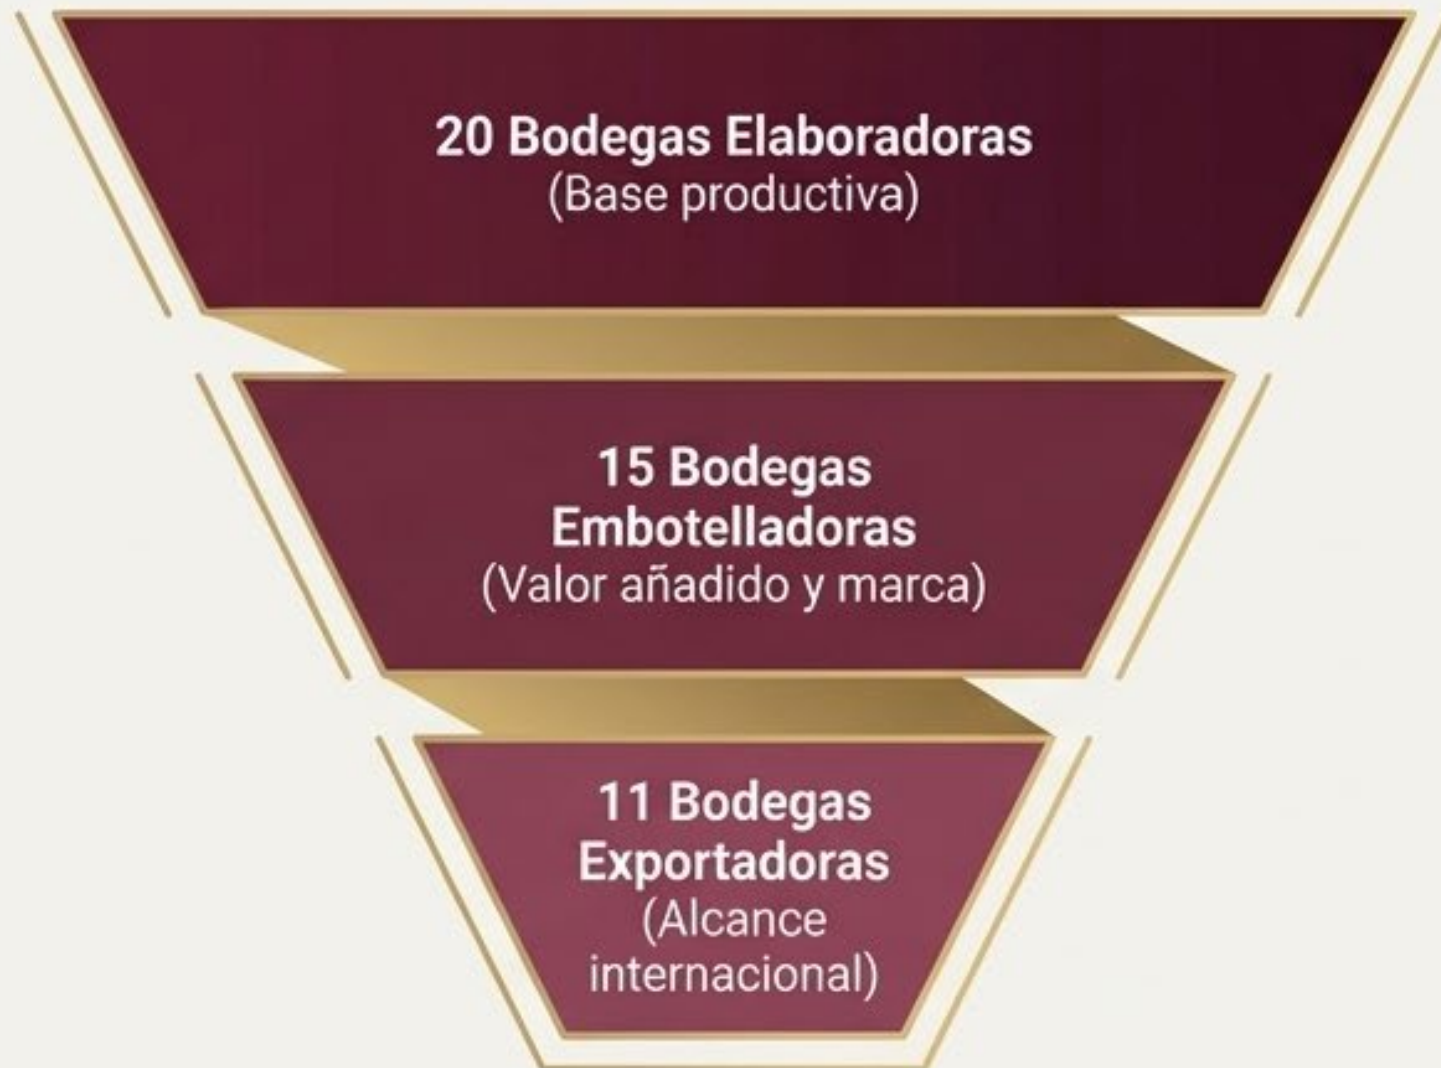 20 Bodegas Elaboradoras
(Base productiva)
15 Bodegas
Embotelladoras
(Valor añadido y marca)
11 Bodegas
Exportadoras
(Alcance
internacional)